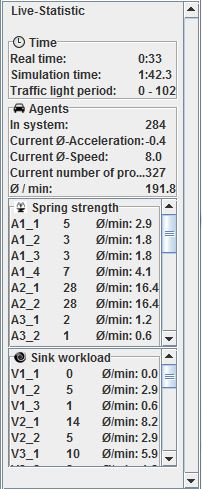 Live-Statistic
Time
Real time: 0:33
Simulation time: 1:42.3
Traffic light period: 0 - 102
Agents
In system: 284
Current Ø-Acceleration:-0.4
Current Ø-Speed: 8.0
Current number of pro...327
Ø / min: 191.8
Spring strength
A1_1 5 Ø/min: 2.9
A1_2 3 Ø/min: 1.8
A1_3 3 Ø/min: 1.8
A1_4 7 Ø/min: 4.1
A2_1 28 Ø/min: 16.4
A2_2 28 Ø/min: 16.4
A3_1 2 Ø/min: 1.2
A3_2 1 Ø/min: 0.6
Sink workload
V1_1 0 Ø/min: 0.0
V1_2 5 Ø/min: 2.9
V1_3 1 Ø/min: 0.6
V2_1 14 Ø/min: 8.2
V2_2 5 Ø/min: 2.9
V3_1 10 Ø/min: 5.9